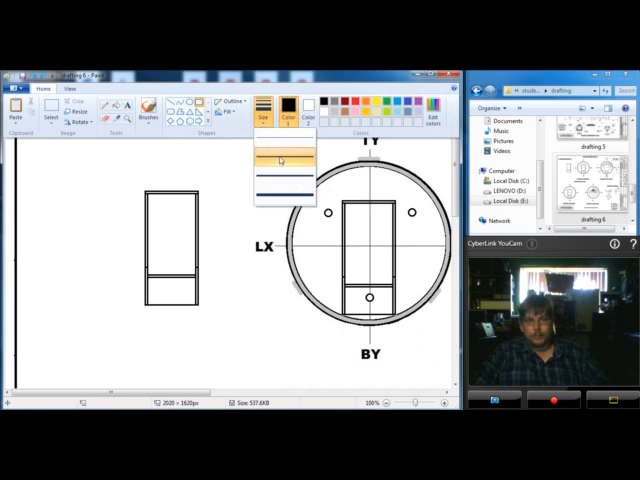 drafting 6 - Paint
Home View
Paste
Clipboard
Select
Crop
Resize
Rotate
Image
Tools
Brushes
Shapes
Outline
Fill
Size
Color 1
Color 2
Colors
Edit colors
TY
LX
BY
2020 × 1620px
Size: 537.6KB
100%
drafting
Search
Organize
Documents
Music
Pictures
Videos
Computer
Local Disk (C:)
LENOVO (D:)
Local Disk (E:)
Network
drafting 5
drafting 6
CyberLink YouCam